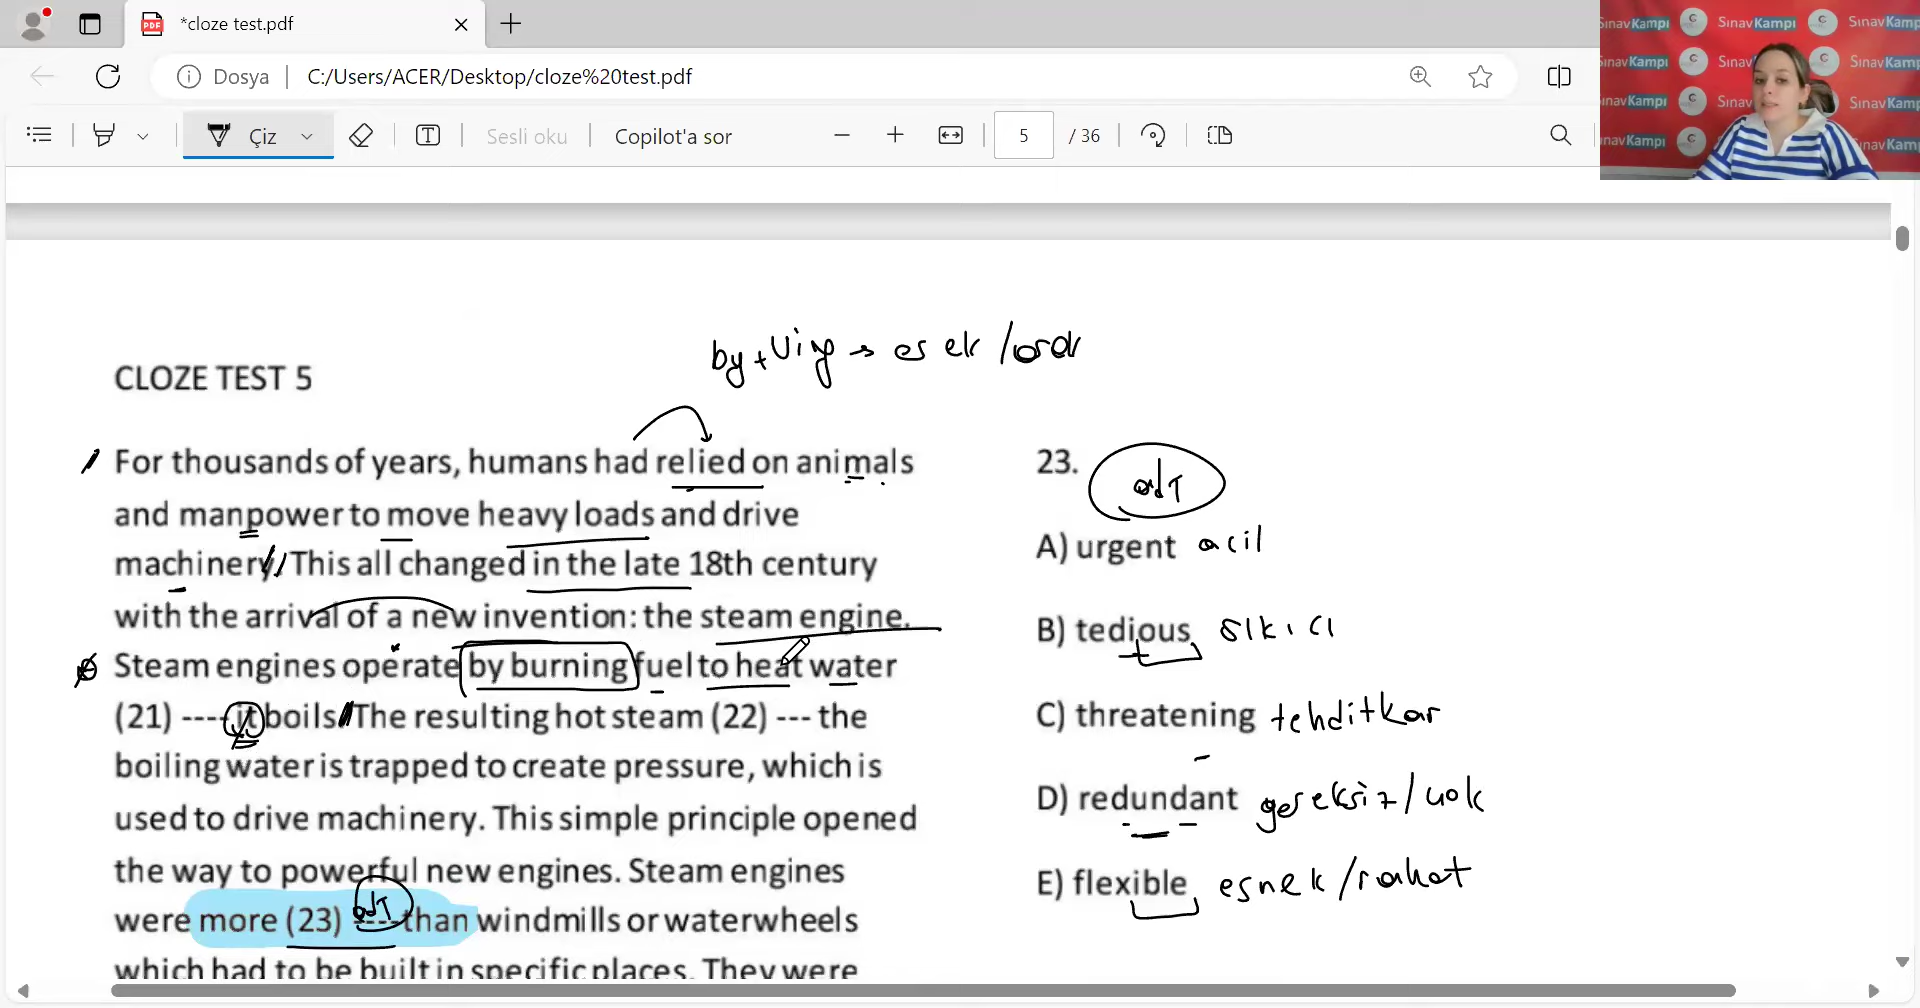 *cloze test.pdf
Dosya
C:/Users/ACER/Desktop/cloze%20test.pdf
Çiz
Sesli oku
Copilot'a sor
5
/ 36
SınavKampı
by + Ving → erek /arak
CLOZE TEST 5
For thousands of years, humans had relied on animals
and manpower to move heavy loads and drive
machinery. This all changed in the late 18th century
with the arrival of a new invention: the steam engine.
Steam engines operate by burning fuel to heat water
(21) ---- it boils. The resulting hot steam (22) --- the
boiling water is trapped to create pressure, which is
used to drive machinery. This simple principle opened
the way to powerful new engines. Steam engines
were more (23) ---- than windmills or waterwheels
adj
which had to be built in specific places. They were
23.
adj
A) urgent acil
B) tedious sıkıcı
C) threatening tehditkar
D) redundant gereksiz/
E) flexible esnek/rahat